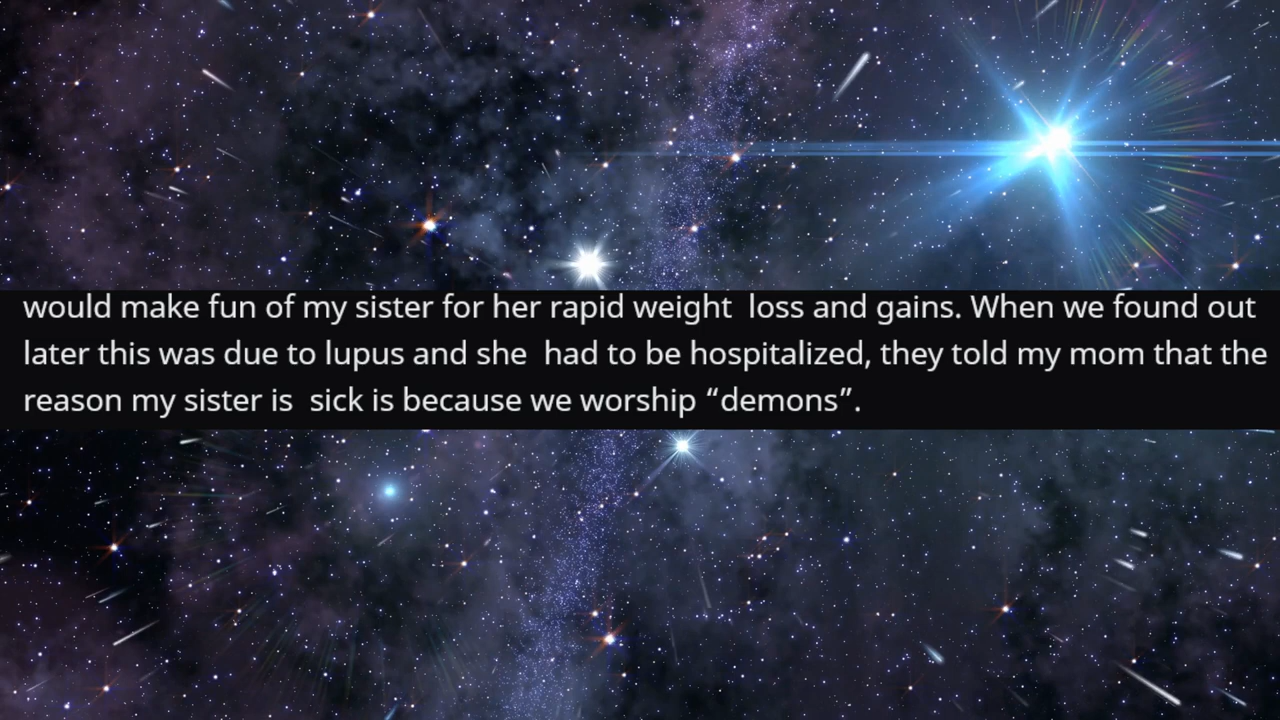 would make fun of my sister for her rapid weight  loss and gains. When we found out
later this was due to lupus and she  had to be hospitalized, they told my mom that the
reason my sister is  sick is because we worship “demons”.